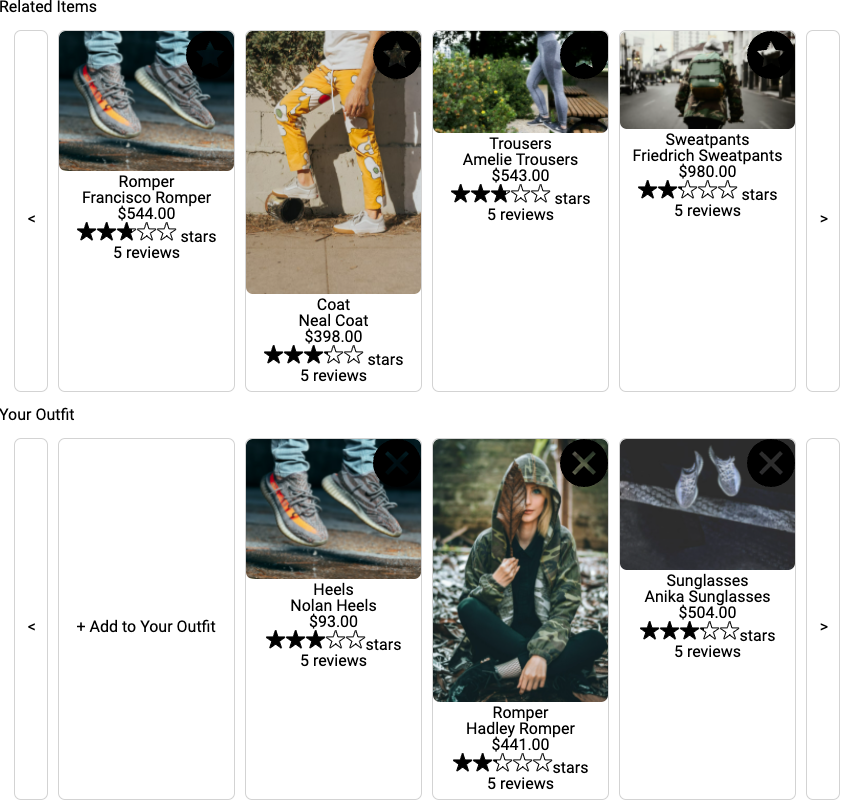 Related Items
<
Romper
Francisco Romper
$544.00
stars
5 reviews
Coat
Neal Coat
$398.00
stars
5 reviews
Trousers
Amelie Trousers
$543.00
stars
5 reviews
Sweatpants
Friedrich Sweatpants
$980.00
stars
5 reviews
>
Your Outfit
<
+ Add to Your Outfit
Heels
Nolan Heels
$93.00
stars
5 reviews
Romper
Hadley Romper
$441.00
stars
5 reviews
Sunglasses
Anika Sunglasses
$504.00
stars
5 reviews
>